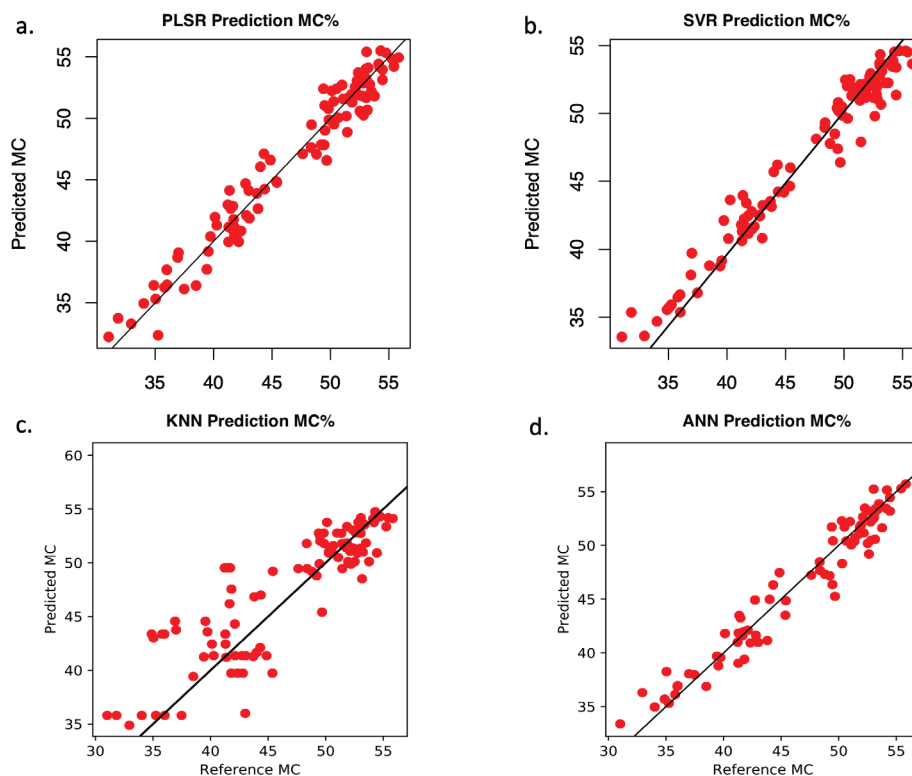 a.
PLSR Prediction MC%
Predicted MC
55
50
45
40
35
35 40 45 50 55
b.
SVR Prediction MC%
Predicted MC
55
50
45
40
35
35 40 45 50 55
c.
KNN Prediction MC%
Predicted MC
60
55
50
45
40
35
30 35 40 45 50 55
Reference MC
d.
ANN Prediction MC%
Predicted MC
55
50
45
40
35
30 35 40 45 50 55
Reference MC